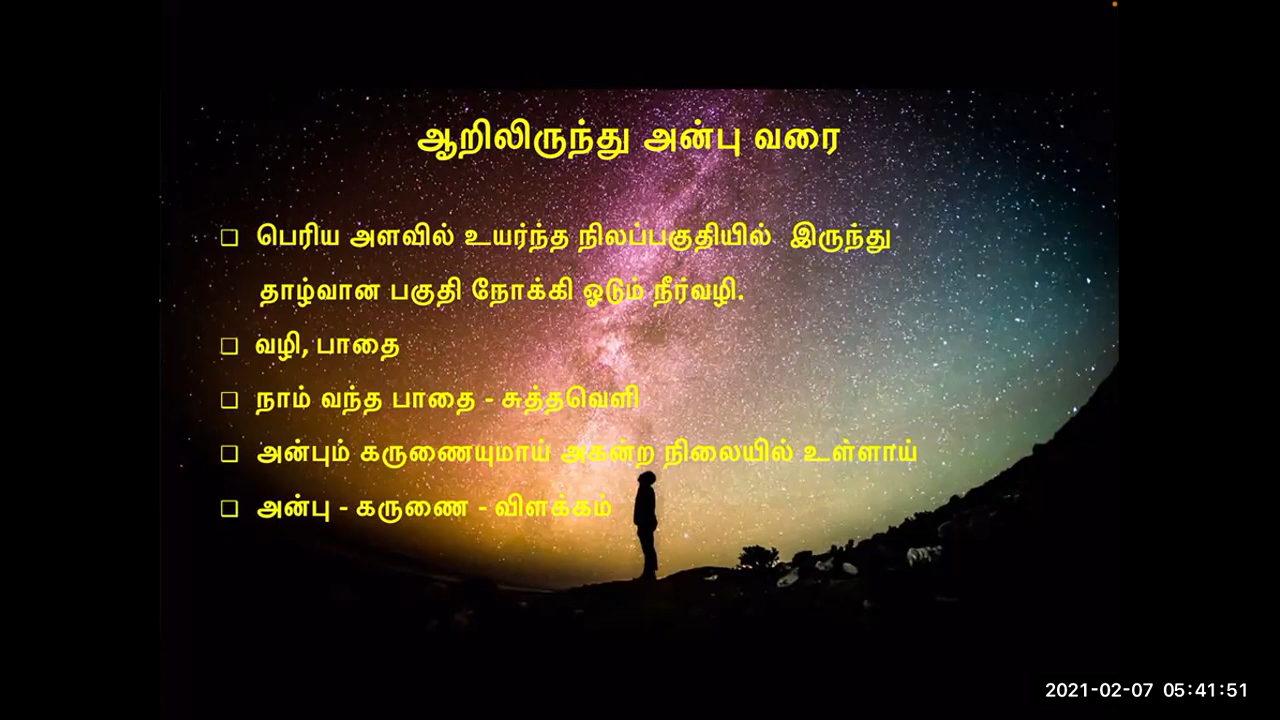 ஆறிலிருந்து அன்பு வரை
❑ பெரிய அளவில் உயர்ந்த நிலப்பகுதியில் இருந்து
தாழ்வான பகுதி நோக்கி ஓடும் நீர்வழி.
❑ வழி, பாதை
❑ நாம் வந்த பாதை - சுத்தவெளி
❑ அன்பும் கருணையுமாய் அகன்ற நிலையில் உள்ளாய்
❑ அன்பு - கருணை - விளக்கம்
2021-02-07 05:41:51